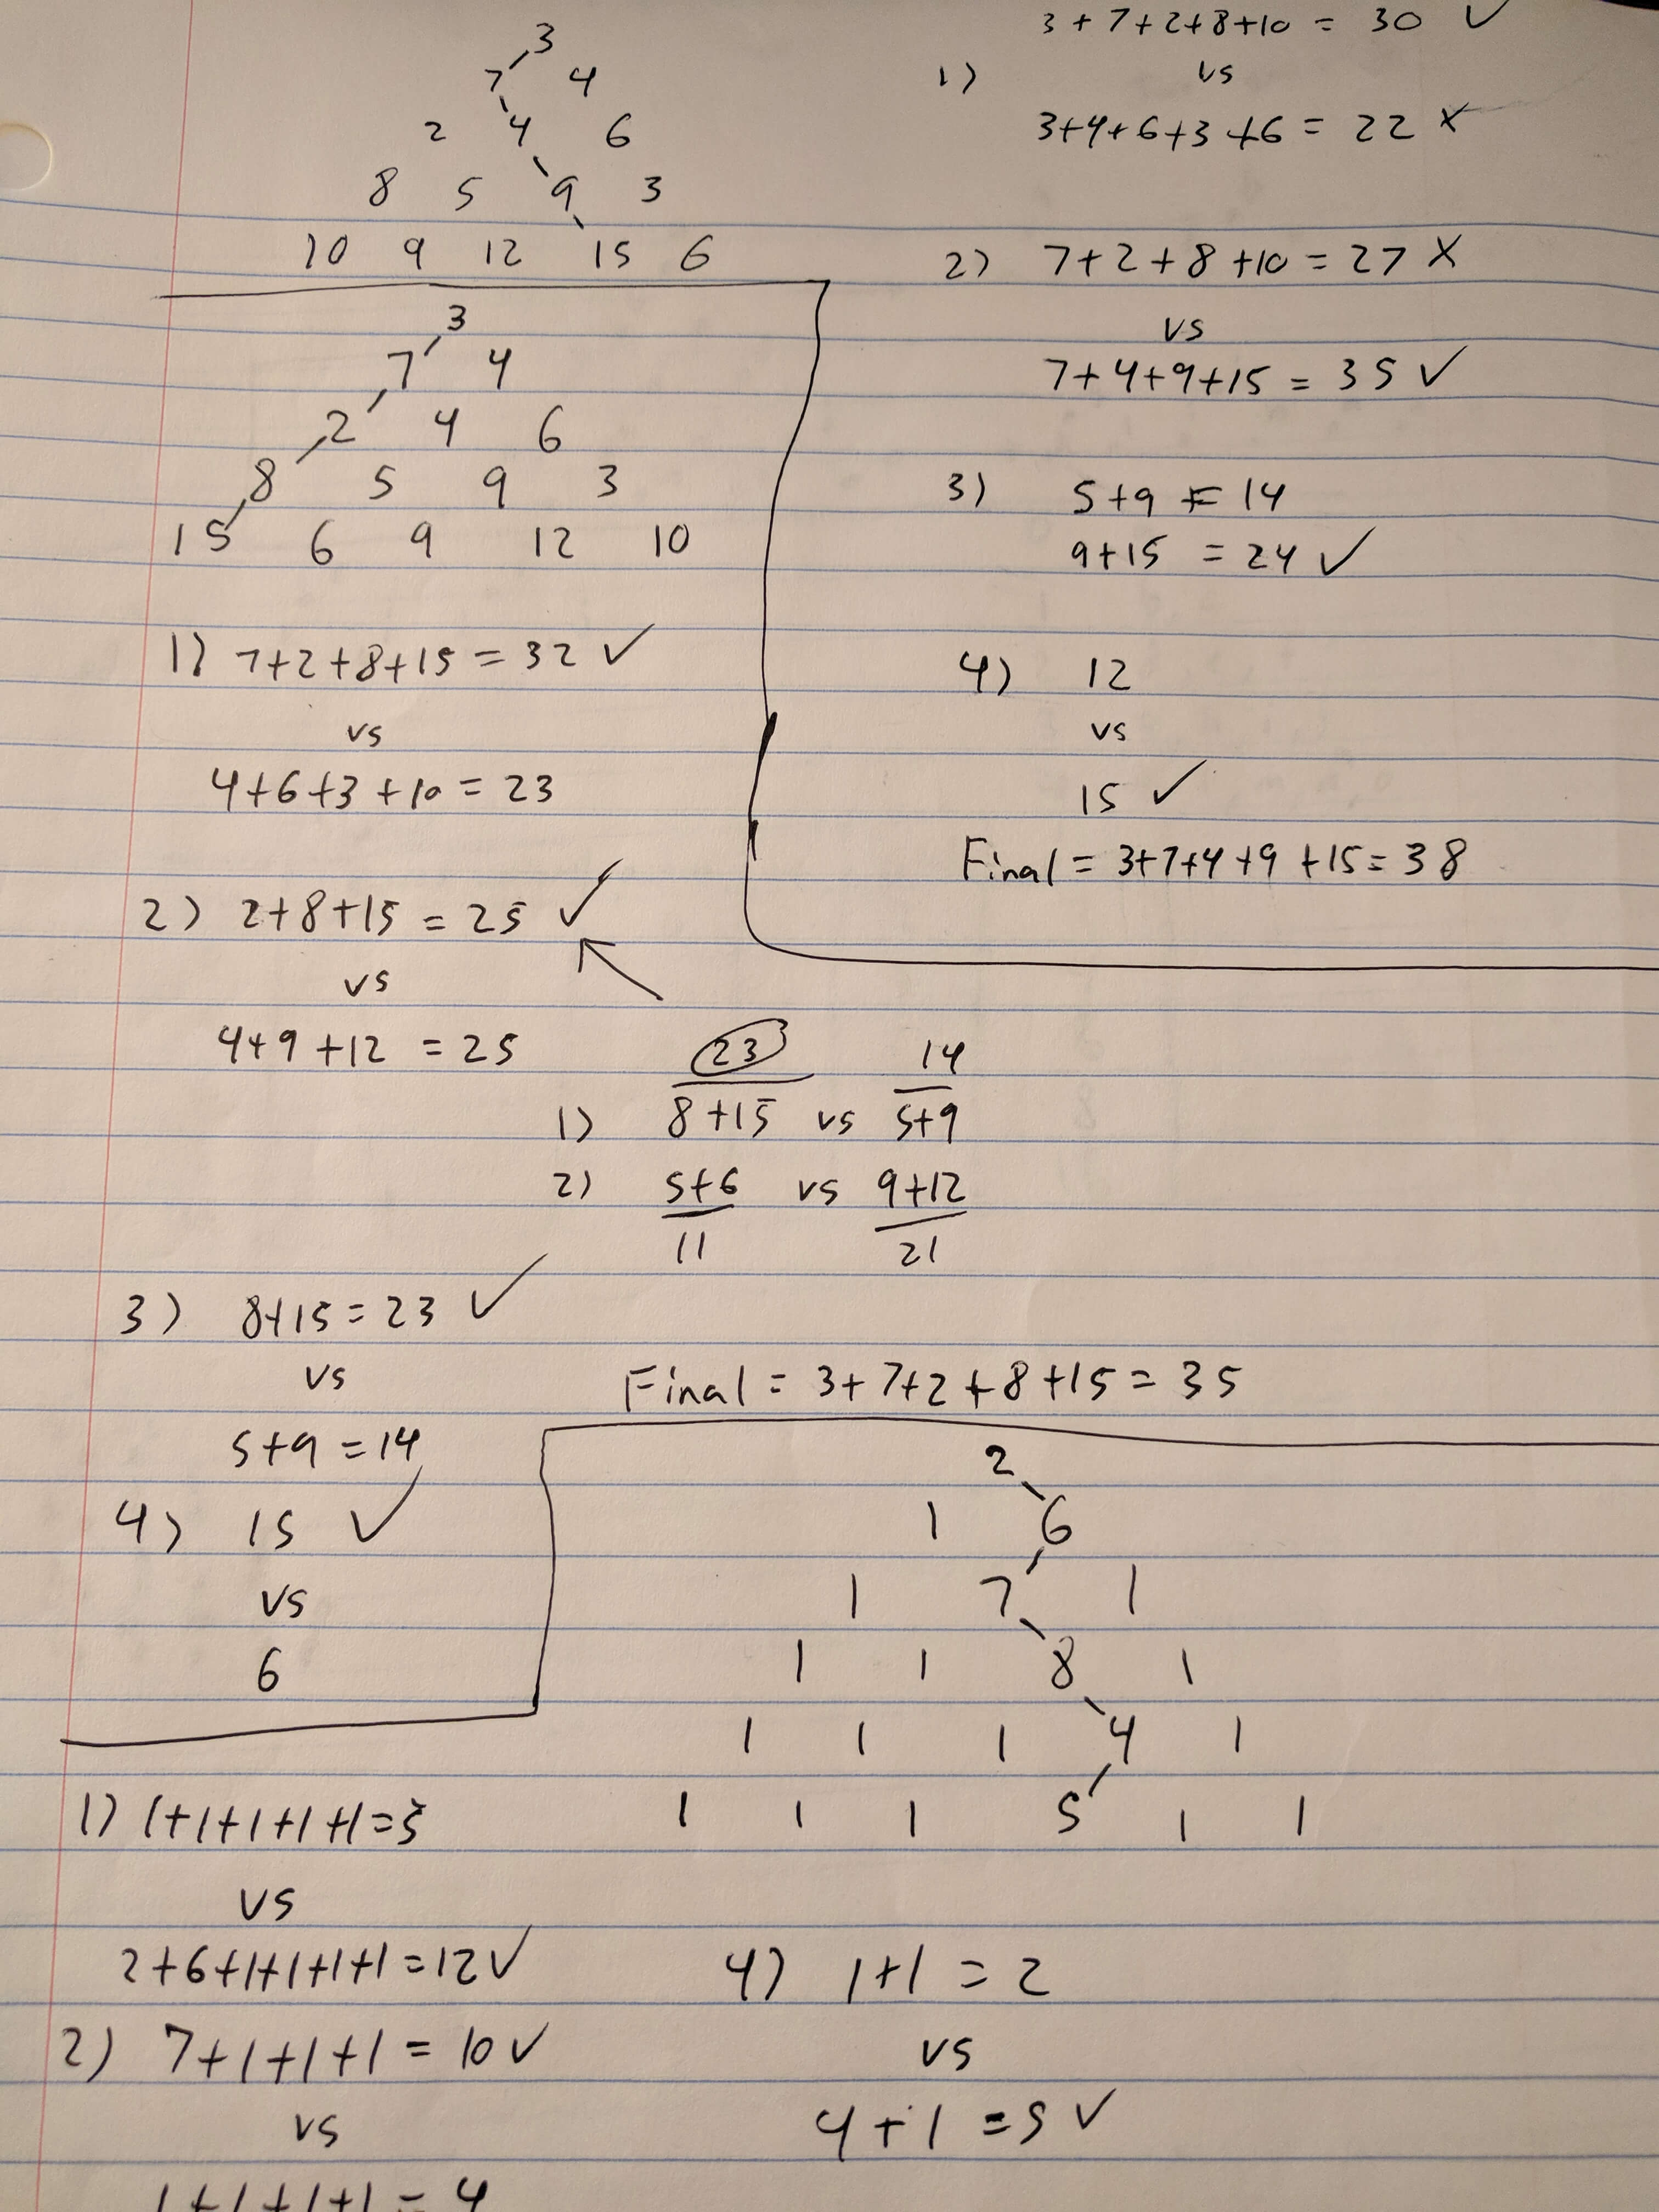 3
7 4
2 4 6
8 5 9 3
10 9 12 15 6
3 + 7 + 2 + 8 + 10 = 30 ✓
1) vs
3+4+6+3+6 = 22 X
2) 7+2+8+10 = 27 X
vs
7+4+9+15 = 35 ✓
3) 5+9 = 14
9+15 = 24 ✓
4) 12
vs
15 ✓
Final = 3+7+4+9+15=38
3
7 4
2 4 6
8 5 9 3
15 6 9 12 10
1) 7+2+8+15 = 32 ✓
vs
4+6+3+10 = 23
2) 2+8+15 = 25 ✓
vs
4+9+12 = 25
23 14
1) 8+15 vs 5+9
2) 5+6 vs 9+12
11 21
3) 8+15=23 ✓
vs
5+9=14
4) 15 ✓
vs
6
Final = 3+7+2+8+15=35
2
1 6
1 7 1
1 1 8 1
1 1 1 4 1
1 1 1 5 1 1
1) 1+1+1+1+1=5
vs
2+6+1+1+1+1=12✓
2) 7+1+1+1 = 10✓
vs
1+1+1+1 = 4
4) 1+1 = 2
vs
4+1 =5✓